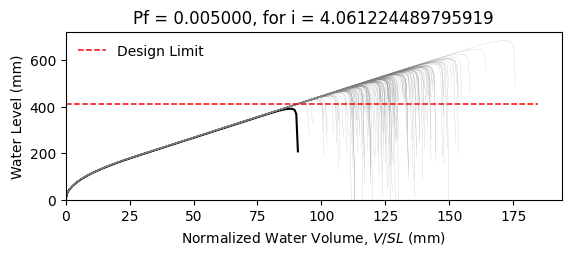 Pf = 0.005000, for i = 4.061224489795919
Design Limit
Water Level (mm)
600
400
200
0
0 25 50 75 100 125 150 175
Normalized Water Volume, V/SL (mm)